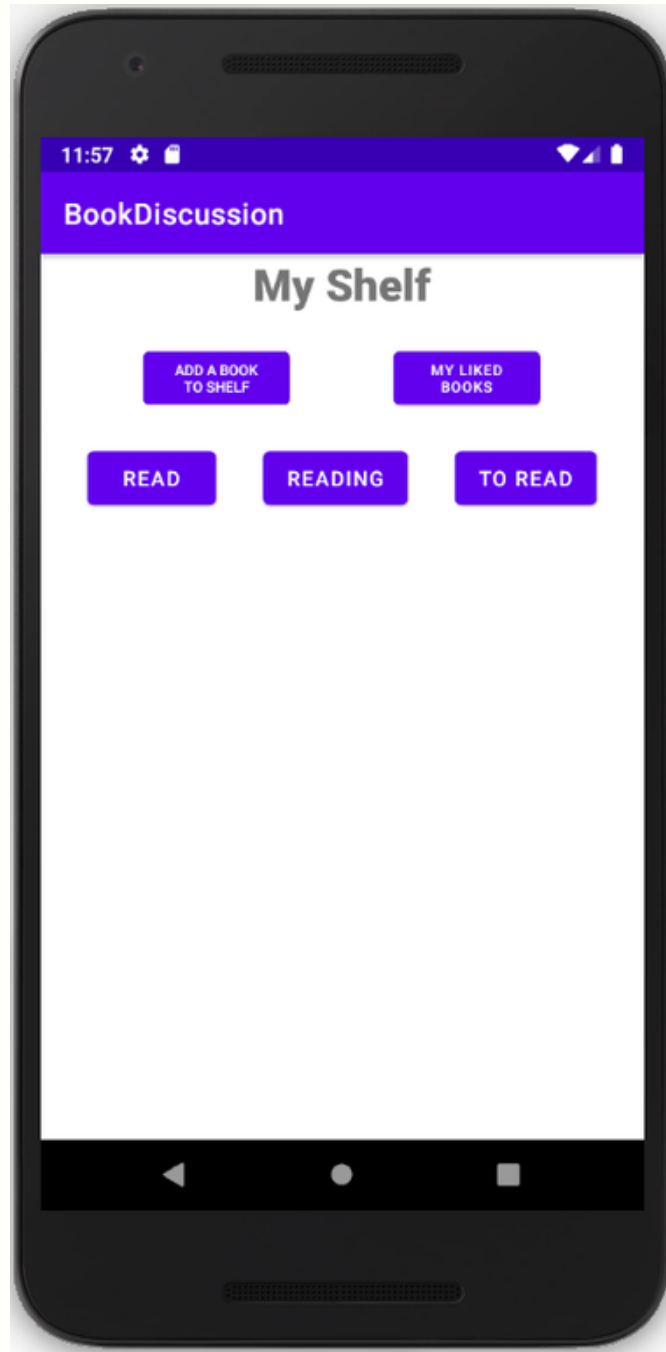 11:57
BookDiscussion
My Shelf
ADD A BOOK
TO SHELF
MY LIKED
BOOKS
READ
READING
TO READ